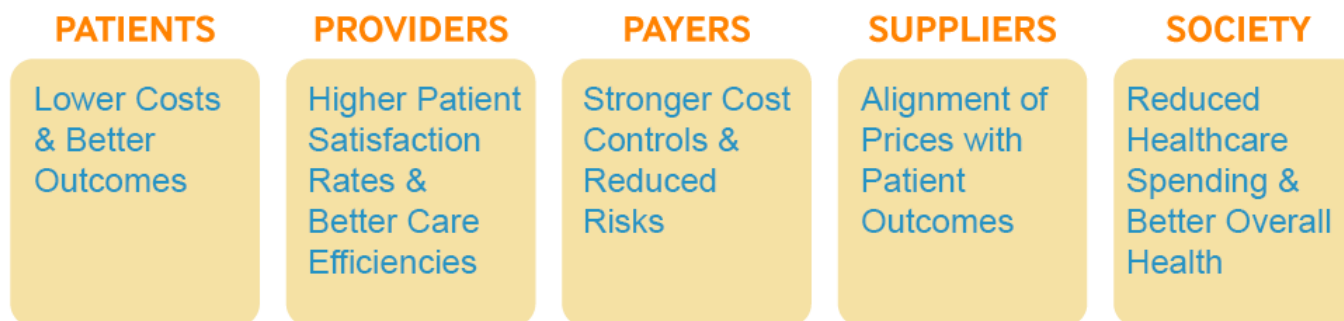 PATIENTS
Lower Costs
& Better
Outcomes
PROVIDERS
Higher Patient
Satisfaction
Rates &
Better Care
Efficiencies
PAYERS
Stronger Cost
Controls &
Reduced
Risks
SUPPLIERS
Alignment of
Prices with
Patient
Outcomes
SOCIETY
Reduced
Healthcare
Spending &
Better Overall
Health